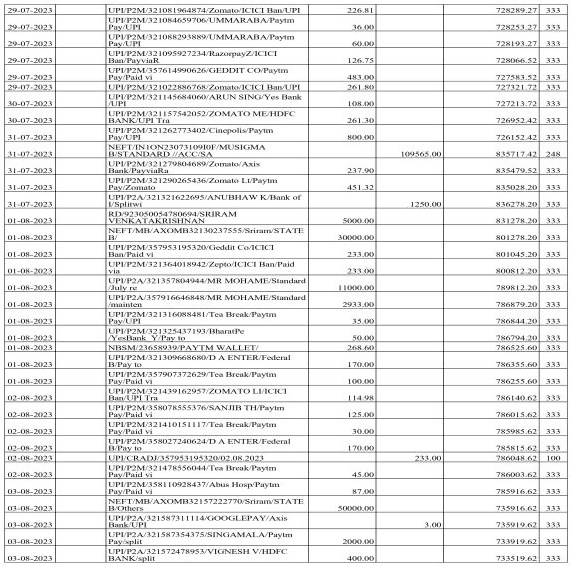 29-07-2023 UPI/P2M/321081964874/Zomato/ICICI Ban/UPI 226.81 728289.27 333
29-07-2023 UPI/P2M/321084659706/UMMARABA/Paytm
Pay/UPI 36.00 728253.27 333
29-07-2023 UPI/P2M/321088293889/UMMARABA/Paytm
Pay/UPI 60.00 728193.27 333
29-07-2023 UPI/P2M/321095927234/RazorpayZ/ICICI
Ban/PayviaR 126.75 728066.52 333
29-07-2023 UPI/P2M/357614990626/GEDDIT CO/Paytm
Pay/Paid vi 483.00 727583.52 333
29-07-2023 UPI/P2M/321022886768/Zomato/ICICI Ban/UPI 261.80 727321.72 333
30-07-2023 UPI/P2M/321145684060/ARUN SING/Yes Bank
/UPI 108.00 727213.72 333
30-07-2023 UPI/P2M/321157542052/ZOMATO ME/HDFC
BANK/UPI Tra 261.30 726952.42 333
31-07-2023 UPI/P2M/321262773402/Cinepolis/Paytm
Pay/UPI 800.00 726152.42 333
31-07-2023 NEFT/IN1ON23073109I0F/MUSIGMA
B/STANDARD //ACC/SA 109565.00 835717.42 248
31-07-2023 UPI/P2M/321279804689/Zomato/Axis
Bank/PayviaRa 237.90 835479.52 333
31-07-2023 UPI/P2M/321290265436/Zomato Lt/Paytm
Pay/Zomato 451.32 835028.20 333
31-07-2023 UPI/P2A/321321622695/ANUBHAW K/Bank of
I/Splitwi 1250.00 836278.20 333
01-08-2023 RD/923050054780694/SRIRAM
VENKATAKRISHNAN 5000.00 831278.20 333
01-08-2023 NEFT/MB/AXOMB32130237555/Sriram/STATE
B/ 30000.00 801278.20 333
01-08-2023 UPI/P2M/357953195320/Geddit Co/ICICI
Ban/Paid vi 233.00 801045.20 333
01-08-2023 UPI/P2M/321364018942/Zepto/ICICI Ban/Paid
via 233.00 800812.20 333
01-08-2023 UPI/P2A/321357804944/MR MOHAME/Standard
/July re 11000.00 789812.20 333
01-08-2023 UPI/P2A/357916646848/MR MOHAME/Standard
/mainten 2933.00 786879.20 333
01-08-2023 UPI/P2M/321316088481/Tea Break/Paytm
Pay/UPI 35.00 786844.20 333
01-08-2023 UPI/P2M/321325437193/BharatPe
/YesBank_Y/Pay to 50.00 786794.20 333
01-08-2023 NBSM/23658939/PAYTM WALLET/ 268.60 786525.60 333
01-08-2023 UPI/P2M/321309668680/D A ENTER/Federal
B/Pay to 170.00 786355.60 333
01-08-2023 UPI/P2M/357907372629/Tea Break/Paytm
Pay/Paid vi 100.00 786255.60 333
02-08-2023 UPI/P2M/321439162957/ZOMATO LI/ICICI
Ban/UPI Tra 114.98 786140.62 333
02-08-2023 UPI/P2M/358078555376/SANJIB TH/Paytm
Pay/Paid vi 125.00 786015.62 333
02-08-2023 UPI/P2M/321410151117/Tea Break/Paytm
Pay/Paid vi 30.00 785985.62 333
02-08-2023 UPI/P2M/358027240624/D A ENTER/Federal
B/Pay to 170.00 785815.62 333
02-08-2023 UPI/CRADJ/357953195320/02.08.2023 233.00 786048.62 100
02-08-2023 UPI/P2M/321478556044/Tea Break/Paytm
Pay/Paid vi 45.00 786003.62 333
03-08-2023 UPI/P2M/358110928437/Abus Hosp/Paytm
Pay/Paid vi 87.00 785916.62 333
03-08-2023 NEFT/MB/AXOMB32157222770/Sriram/STATE
B/Others 50000.00 735916.62 333
03-08-2023 UPI/P2A/321587311114/GOOGLEPAY/Axis
Bank/UPI 3.00 735919.62 333
03-08-2023 UPI/P2A/321587354375/SINGAMALA/Paytm
Pay/split 2000.00 733919.62 333
03-08-2023 UPI/P2A/321572478953/VIGNESH V/HDFC
BANK/split 400.00 733519.62 333